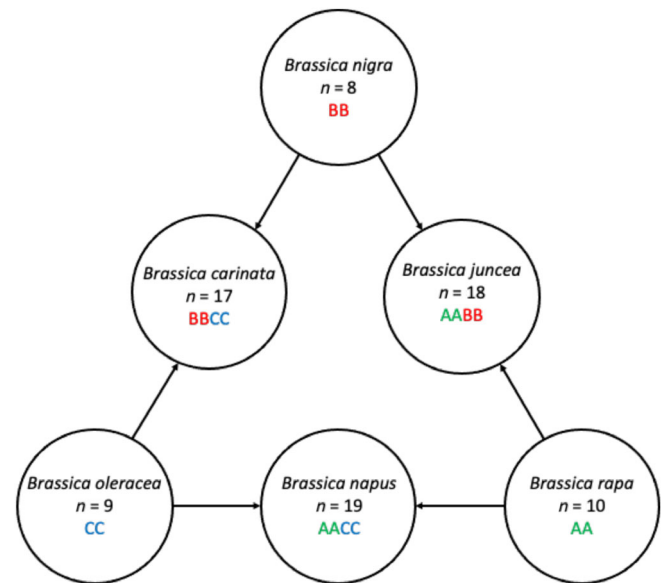 Brassica nigra
n = 8
BB
Brassica carinata
n = 17
BBCC
Brassica juncea
n = 18
AABB
Brassica oleracea
n = 9
CC
Brassica napus
n = 19
AACC
Brassica rapa
n = 10
AA